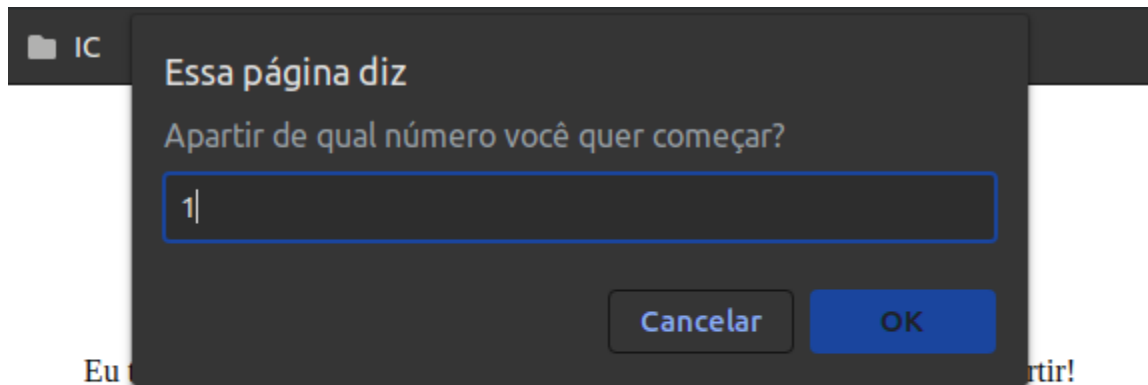 IC
Essa página diz
Apartir de qual número você quer começar?
1
Cancelar
OK
Eu
rtir!